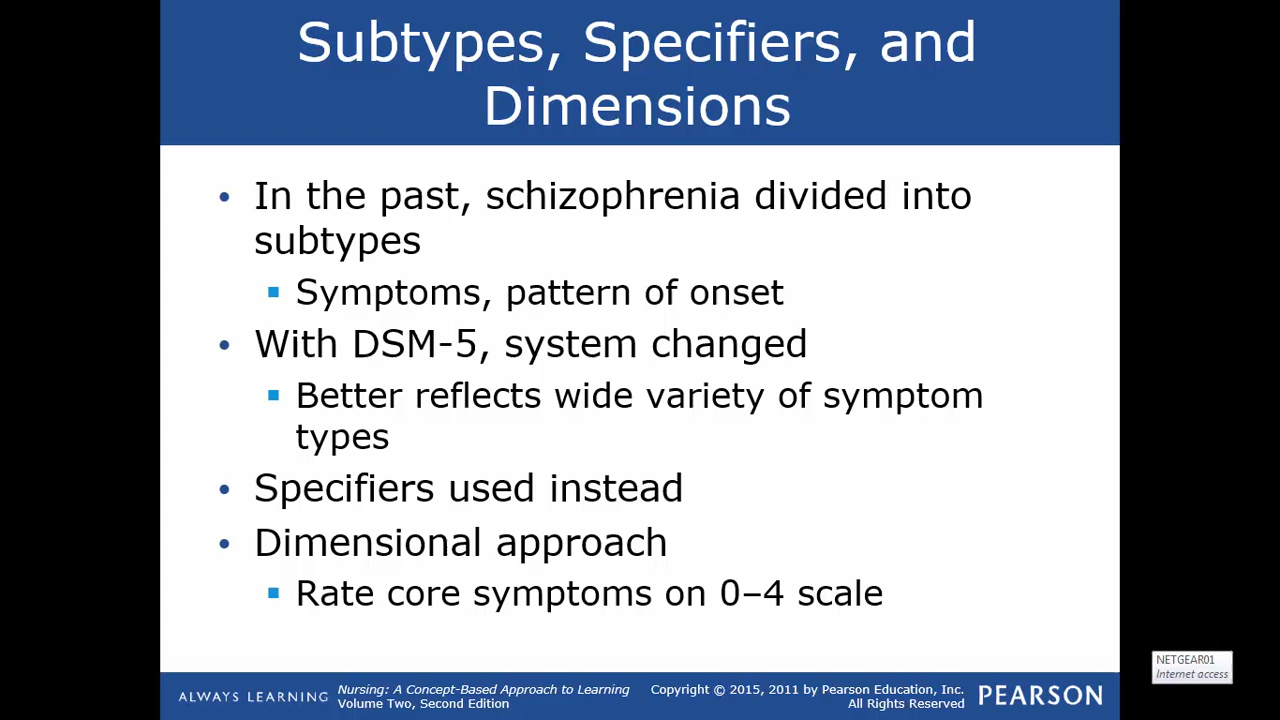 Subtypes, Specifiers, and
Dimensions
• In the past, schizophrenia divided into
subtypes
▪ Symptoms, pattern of onset
• With DSM-5, system changed
▪ Better reflects wide variety of symptom
types
• Specifiers used instead
• Dimensional approach
▪ Rate core symptoms on 0–4 scale
ALWAYS LEARNING
Nursing: A Concept-Based Approach to Learning
Volume Two, Second Edition
Copyright © 2015, 2011 by Pearson Education, Inc.
All Rights Reserved
PEARSON
NETGEAR01
Internet access